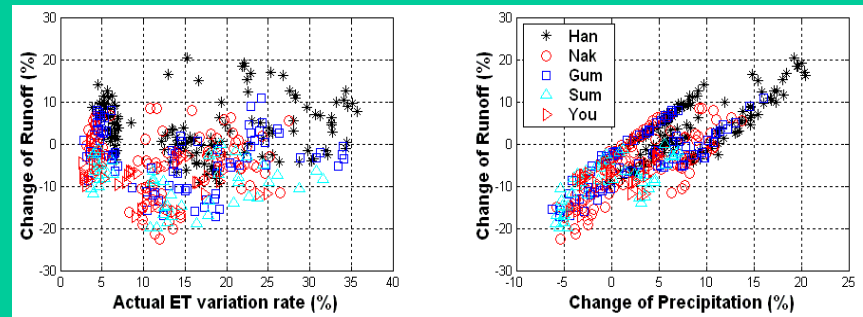 Change of Runoff (%)
30
20
10
0
-10
-20
-30
0 5 10 15 20 25 30 35 40
Actual ET variation rate (%)
Change of Runoff (%)
30
20
10
0
-10
-20
-30
Han
Nak
Gum
Sum
You
-10 -5 0 5 10 15 20 25
Change of Precipitation (%)